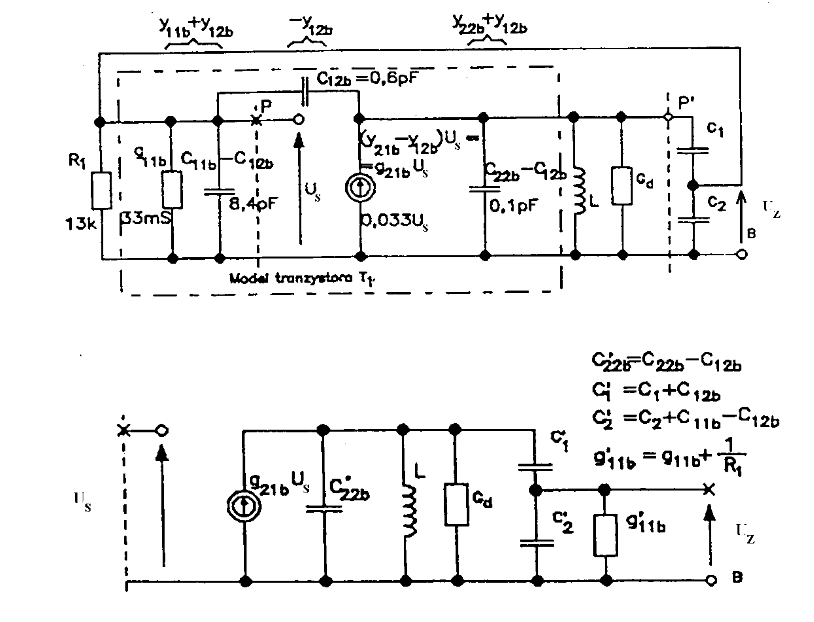 y11b+y12b
−y12b
y22b+y12b
C12b=0,6pF
P
P'
C1
(y21b−y12b)Us =
R1
g11b
C11b−C12b
=g21bUs
C22b−C12b
Us
L
Gd
C2
Uz
13k
33mS
8,4pF
0,033Us
0,1pF
B
Model tranzystora T1
C'22b=C22b−C12b
C'1 =C1+C12b
C'2 =C2+C11b−C12b
g'11b = g11b+1/R1
Us
g21bUs
C'22b
L
Gd
C'1
C'2
g'11b
Uz
B